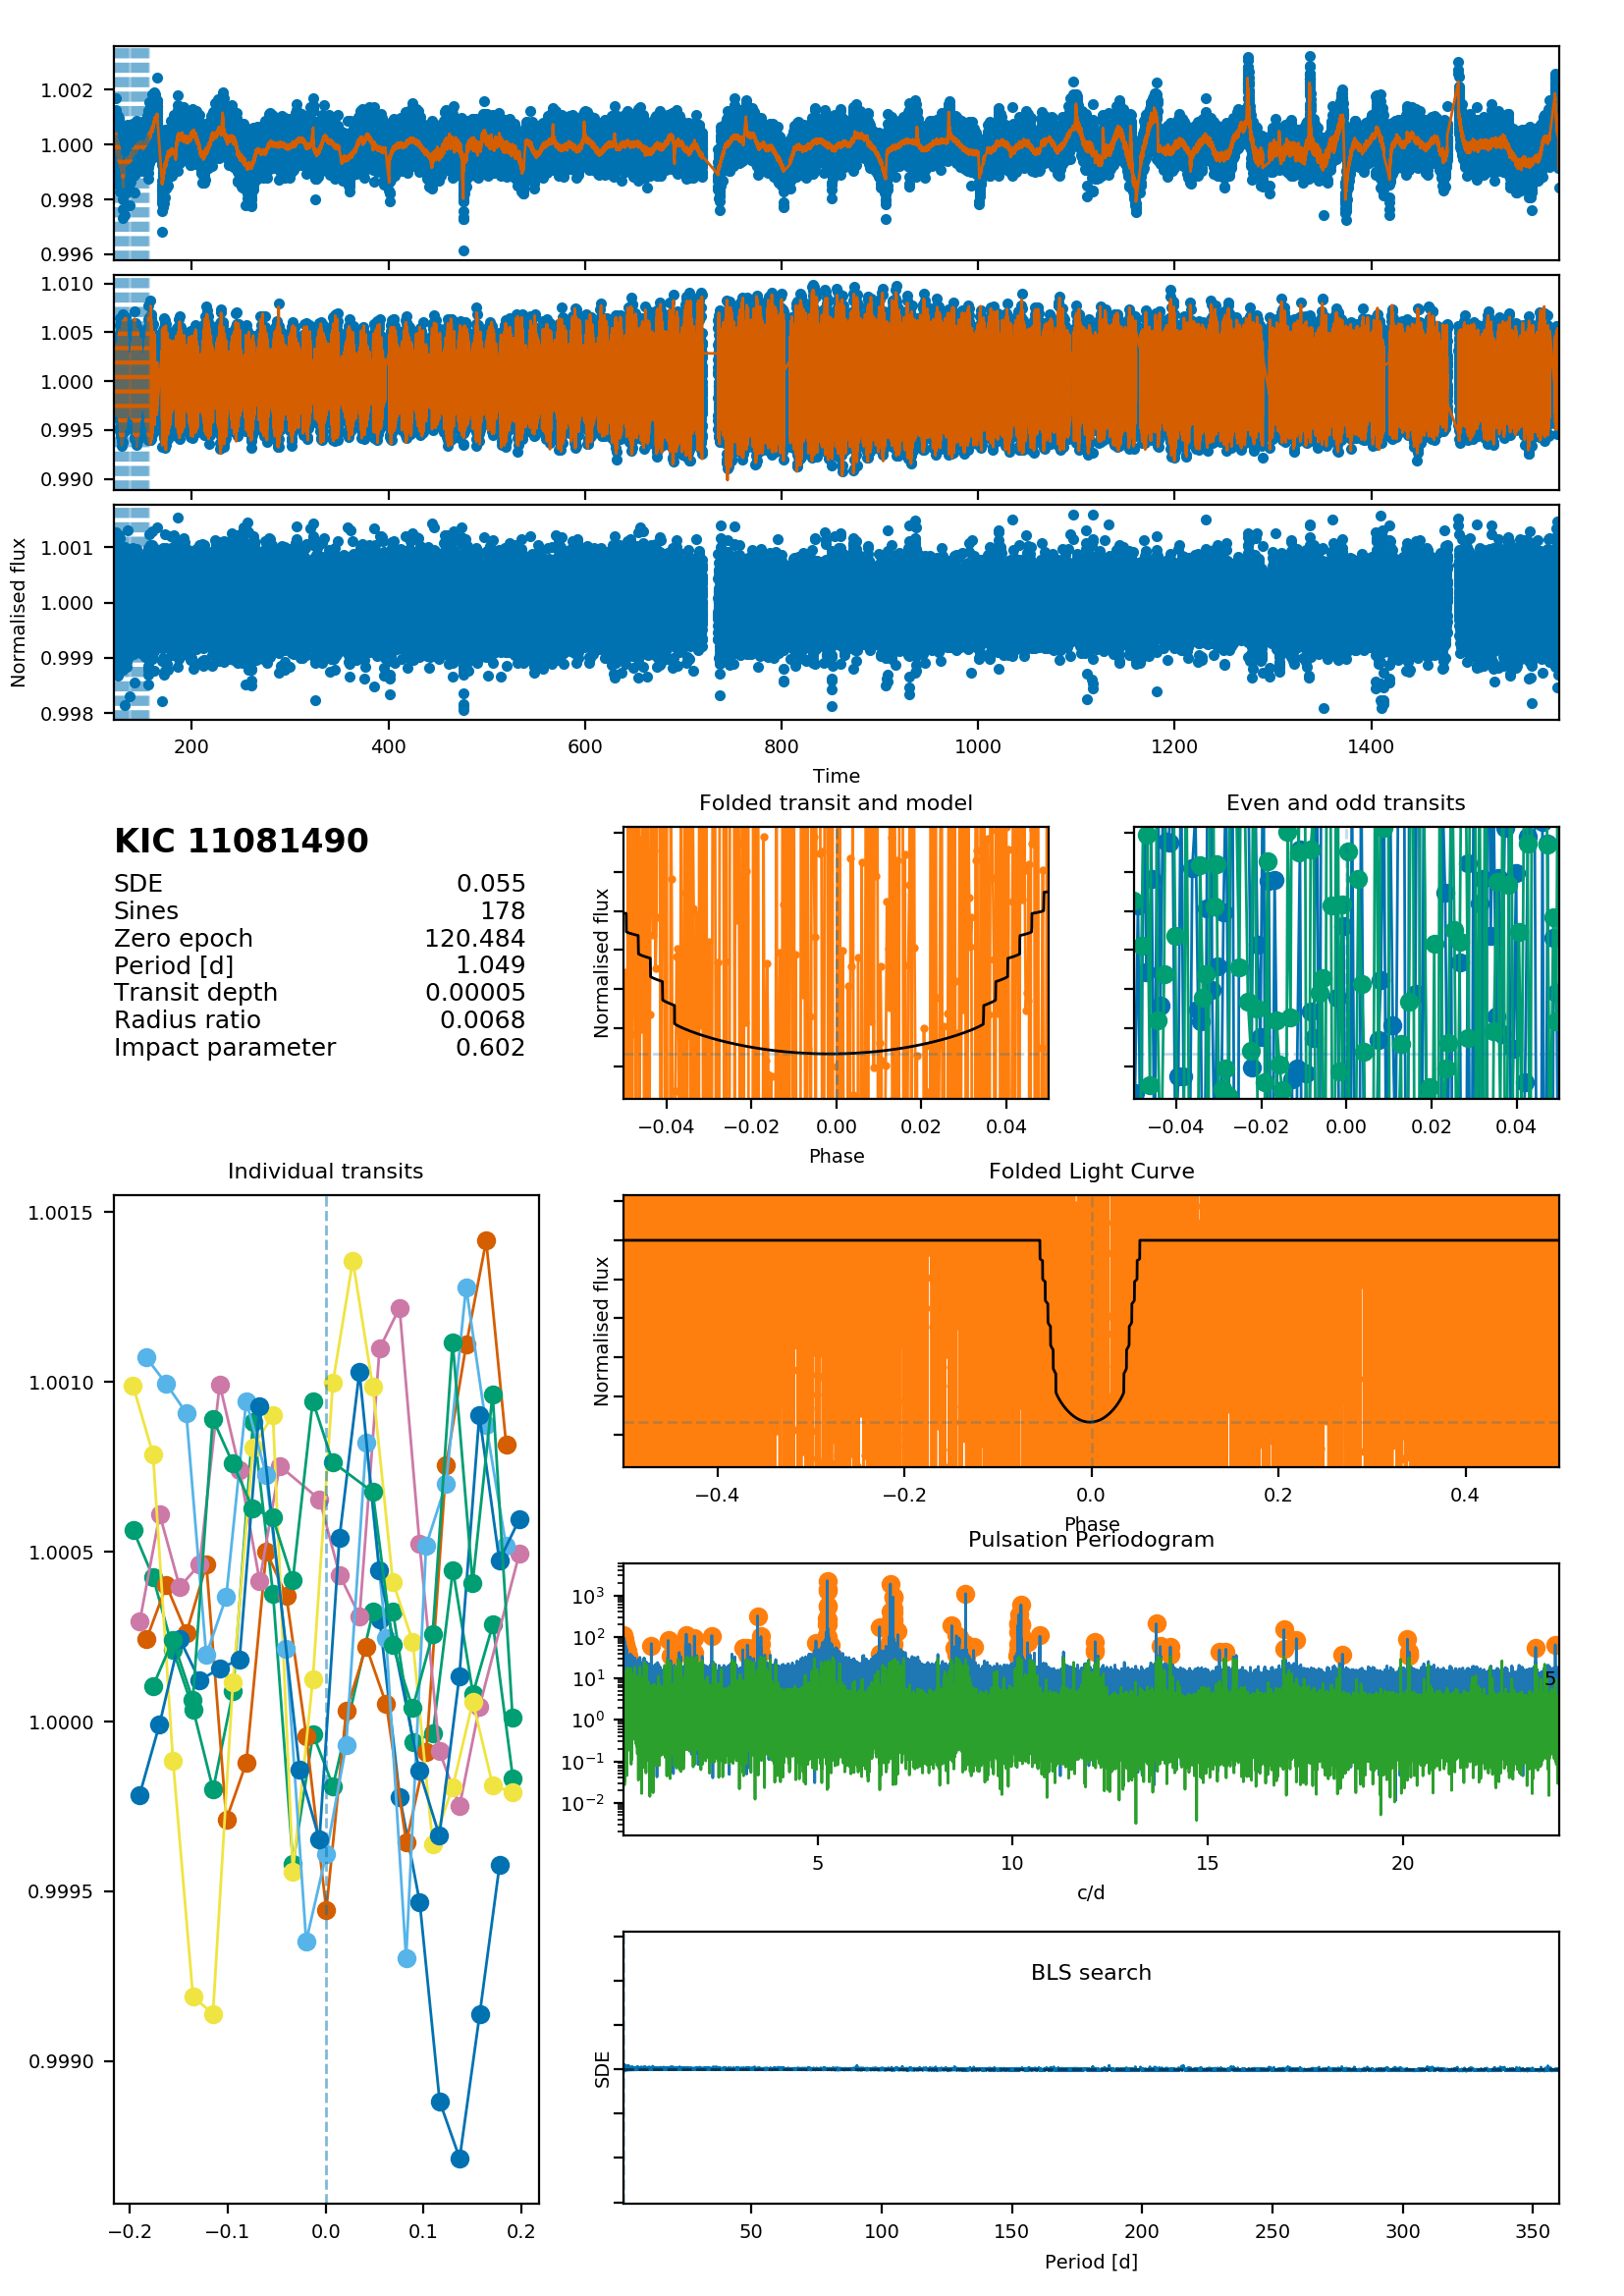 1.002
1.000
0.998
0.996
1.010
1.005
1.000
0.995
0.990
1.001
1.000
0.999
0.998
Normalised flux
200 400 600 800 1000 1200 1400
Time
KIC 11081490
SDE 0.055
Sines 178
Zero epoch 120.484
Period [d] 1.049
Transit depth 0.00005
Radius ratio 0.0068
Impact parameter 0.602
Folded transit and model
Normalised flux
−0.04 −0.02 0.00 0.02 0.04
Phase
Even and odd transits
−0.04 −0.02 0.00 0.02 0.04
Individual transits
1.0015
1.0010
1.0005
1.0000
0.9995
0.9990
−0.2 −0.1 0.0 0.1 0.2
Folded Light Curve
Normalised flux
−0.4 −0.2 0.0 0.2 0.4
Phase
Pulsation Periodogram
10³
10²
10¹
10⁰
10⁻¹
10⁻²
5
5 10 15 20
c/d
BLS search
SDE
50 100 150 200 250 300 350
Period [d]